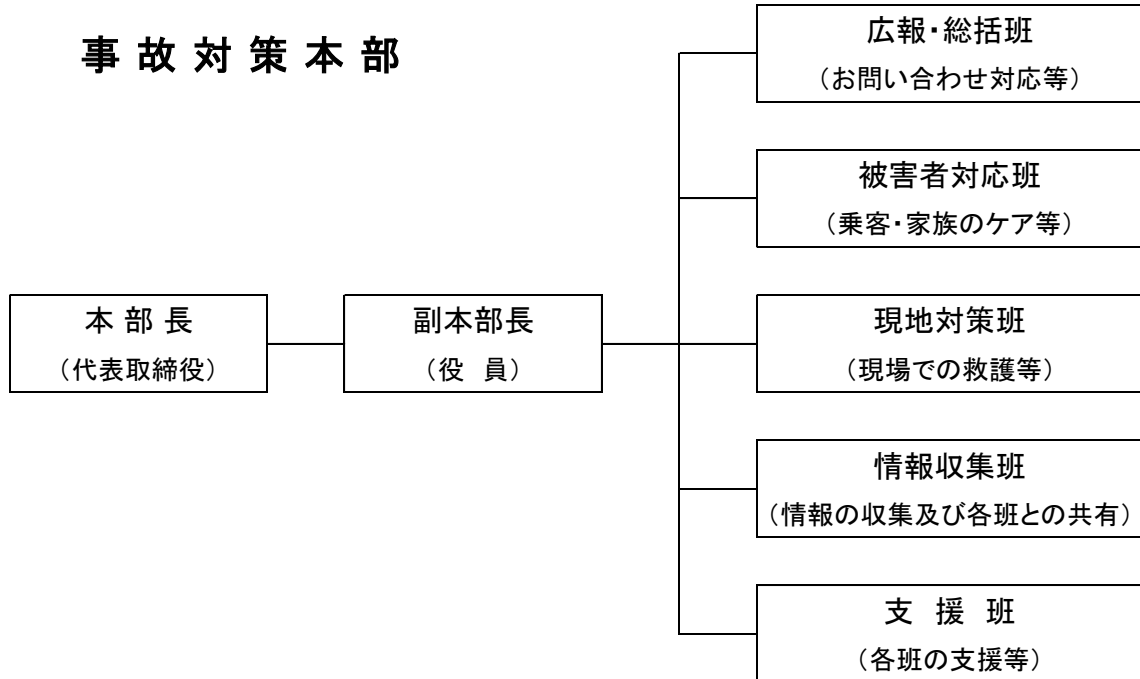 事故対策本部
広報・総括班
（お問い合わせ対応等）
被害者対応班
（乗客・家族のケア等）
本 部 長
（代表取締役）
副本部長
（役　員）
現地対策班
（現場での救護等）
情報収集班
（情報の収集及び各班との共有）
支　援　班
（各班の支援等）